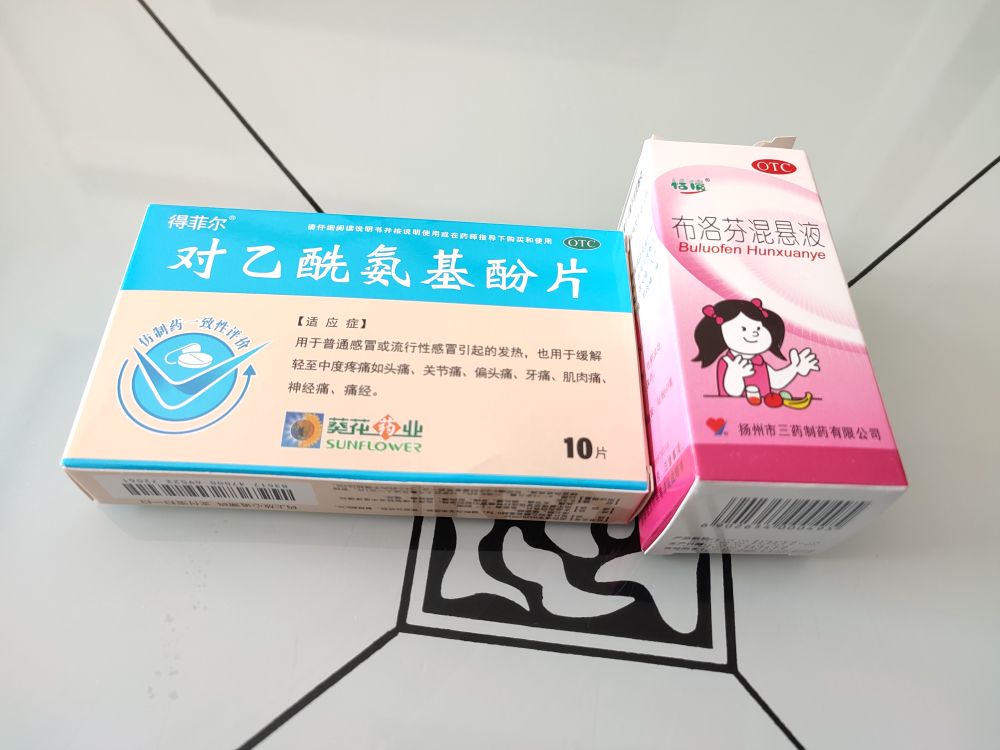 得菲尔®
请仔细阅读说明书并按说明使用或在药师指导下购买和使用
OTC
对乙酰氨基酚片
仿制药一致性评价
【适应症】
用于普通感冒或流行性感冒引起的发热，也用于缓解
轻至中度疼痛如头痛、关节痛、偏头痛、牙痛、肌肉痛、
神经痛、痛经。
葵花药业
SUNFLOWER
10片
OTC
布洛芬混悬液
Buluofen Hunxuanye
扬州市三药制药有限公司